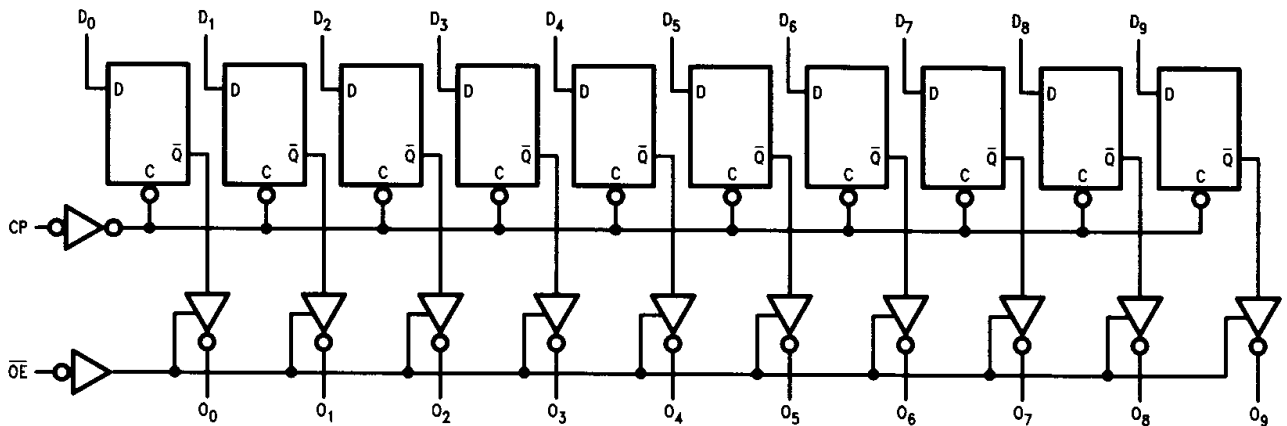 D₀ D₁ D₂ D₃ D₄ D₅ D₆ D₇ D₈ D₉
D D D D D D D D D D
Q̅ Q̅ Q̅ Q̅ Q̅ Q̅ Q̅ Q̅ Q̅ Q̅
C C C C C C C C C C
CP
O̅E̅
O₀ O₁ O₂ O₃ O₄ O₅ O₆ O₇ O₈ O₉